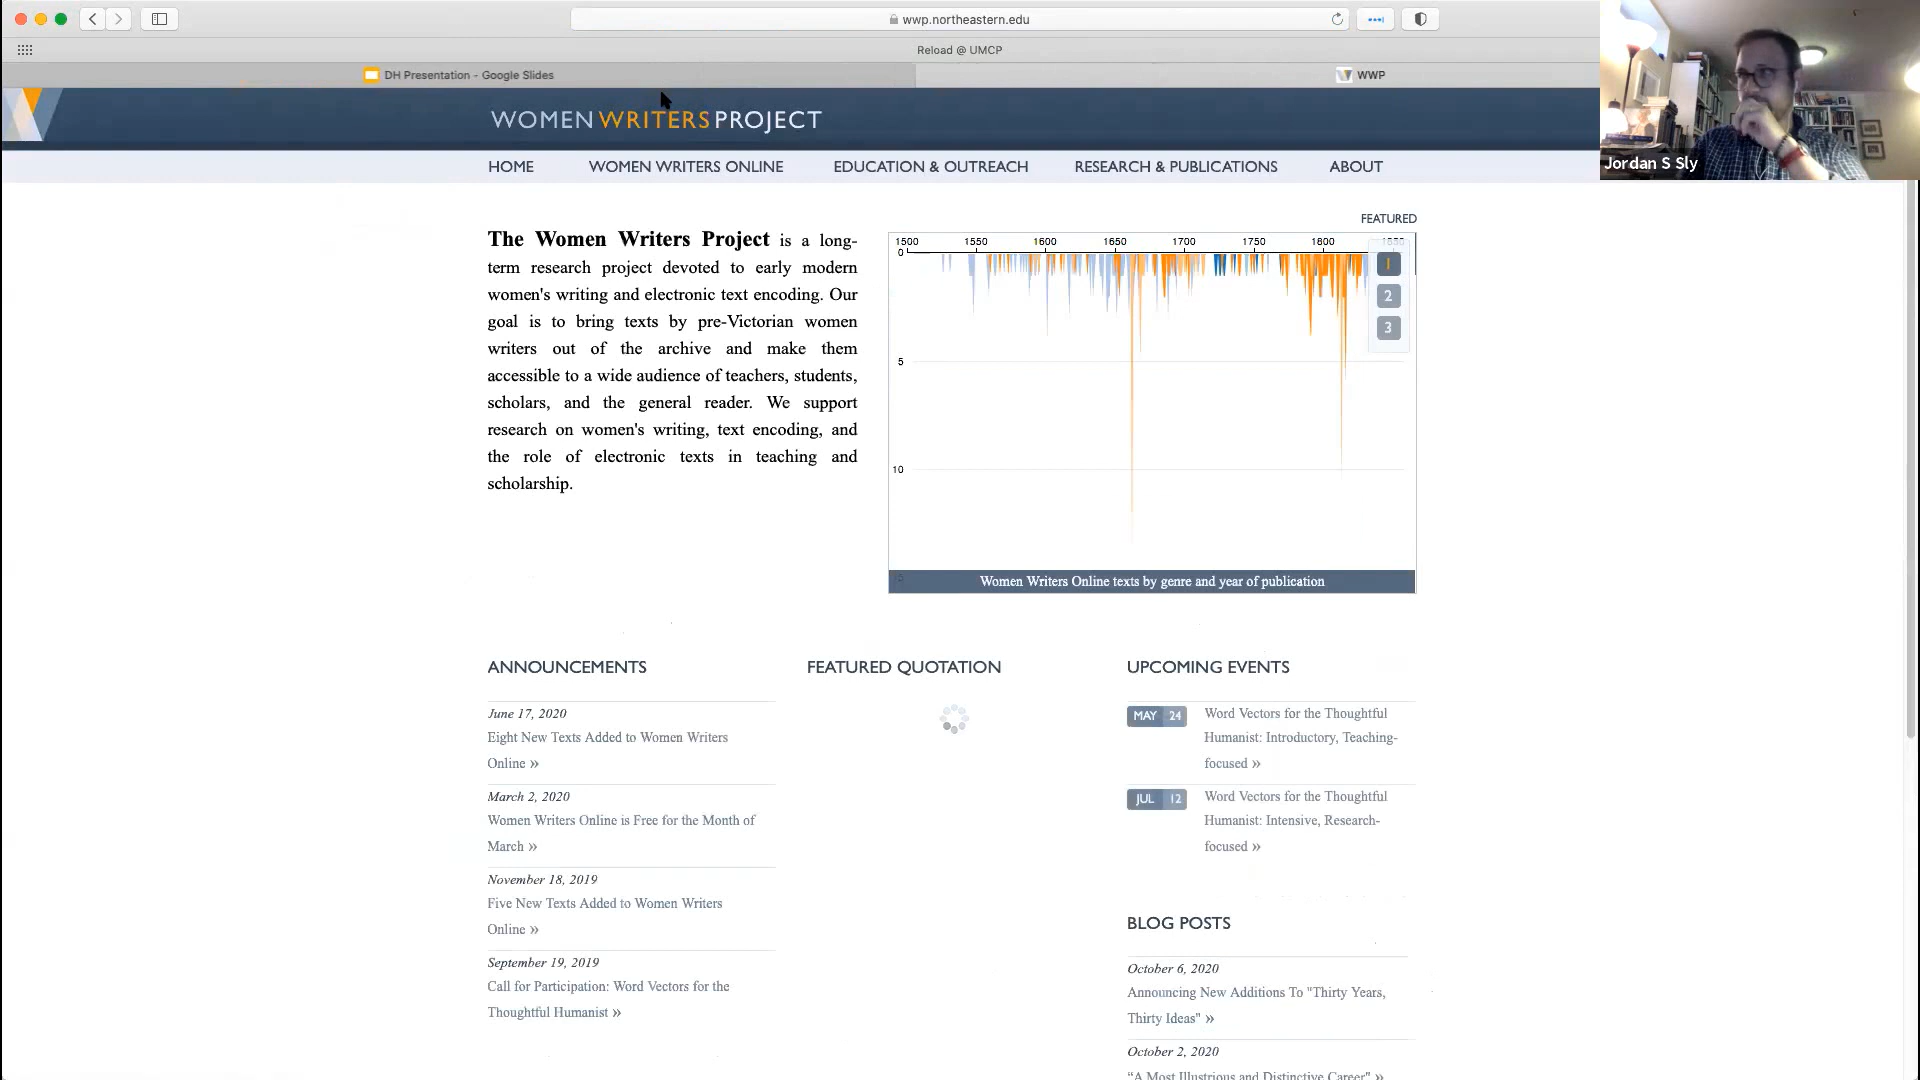 wwp.northeastern.edu
Reload @ UMCP
DH Presentation - Google Slides
WWP
Jordan S Sly
WOMEN WRITERS PROJECT
HOME
WOMEN WRITERS ONLINE
EDUCATION & OUTREACH
RESEARCH & PUBLICATIONS
ABOUT
The Women Writers Project is a long-
term research project devoted to early modern
women's writing and electronic text encoding. Our
goal is to bring texts by pre-Victorian women
writers out of the archive and make them
accessible to a wide audience of teachers, students,
scholars, and the general reader. We support
research on women's writing, text encoding, and
the role of electronic texts in teaching and
scholarship.
FEATURED
1500 1550 1600 1650 1700 1750 1800 1850
0
5
10
1
2
3
Women Writers Online texts by genre and year of publication
ANNOUNCEMENTS
June 17, 2020
Eight New Texts Added to Women Writers
Online »
March 2, 2020
Women Writers Online is Free for the Month of
March »
November 18, 2019
Five New Texts Added to Women Writers
Online »
September 19, 2019
Call for Participation: Word Vectors for the
Thoughtful Humanist »
FEATURED QUOTATION
UPCOMING EVENTS
MAY 24
Word Vectors for the Thoughtful
Humanist: Introductory, Teaching-
focused »
JUL 12
Word Vectors for the Thoughtful
Humanist: Intensive, Research-
focused »
BLOG POSTS
October 6, 2020
Announcing New Additions To "Thirty Years,
Thirty Ideas" »
October 2, 2020
“A Most Illustrious and Distinctive Career” »